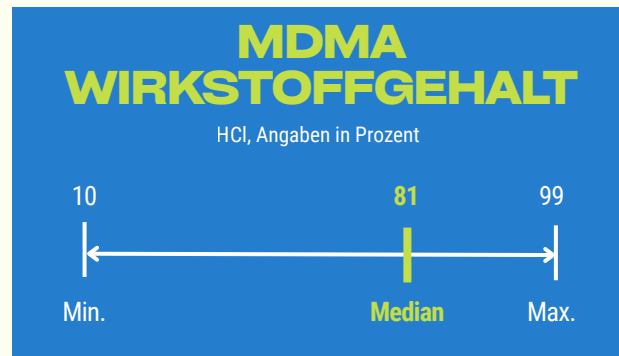 MDMA
WIRKSTOFFGEHALT
HCl, Angaben in Prozent
10 81 99
Min. Median Max.